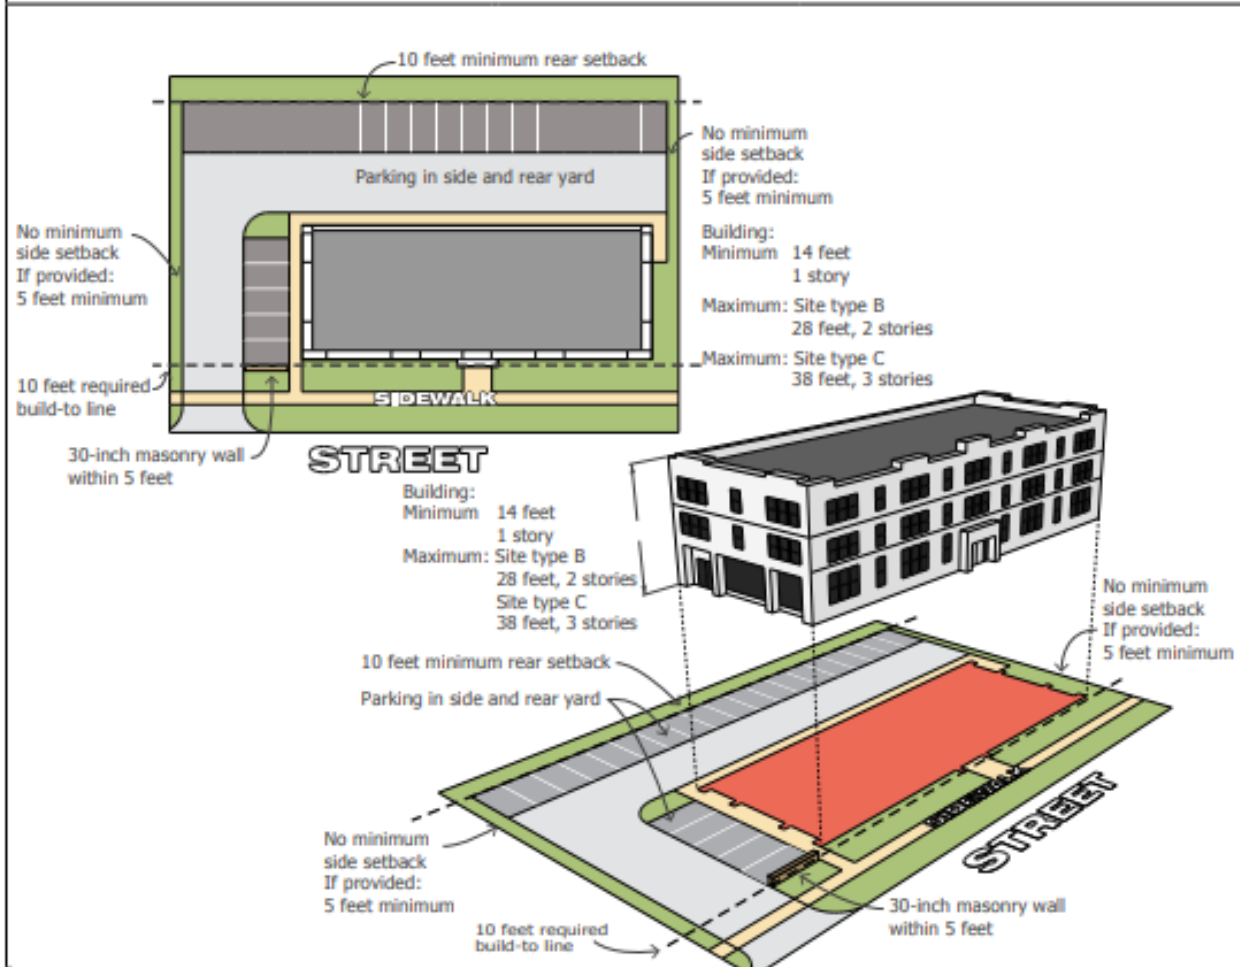 10 feet minimum rear setback
No minimum
side setback
If provided:
5 feet minimum
Parking in side and rear yard
No minimum
side setback
If provided:
5 feet minimum
Building:
Minimum 14 feet
1 story
Maximum: Site type B
28 feet, 2 stories
Maximum: Site type C
38 feet, 3 stories
10 feet required
build-to line
SIDEWALK
30-inch masonry wall
within 5 feet
STREET
Building:
Minimum 14 feet
1 story
Maximum: Site type B
28 feet, 2 stories
Site type C
38 feet, 3 stories
No minimum
side setback
If provided:
5 feet minimum
10 feet minimum rear setback
Parking in side and rear yard
SIDEWALK
STREET
No minimum
side setback
If provided:
5 feet minimum
30-inch masonry wall
within 5 feet
10 feet required
build-to line